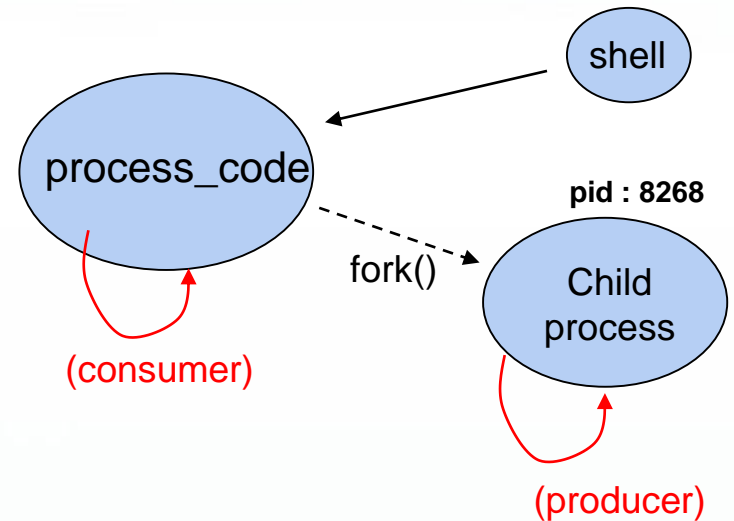 shell
process_code
pid : 8268
fork()
Child
process
(consumer)
(producer)